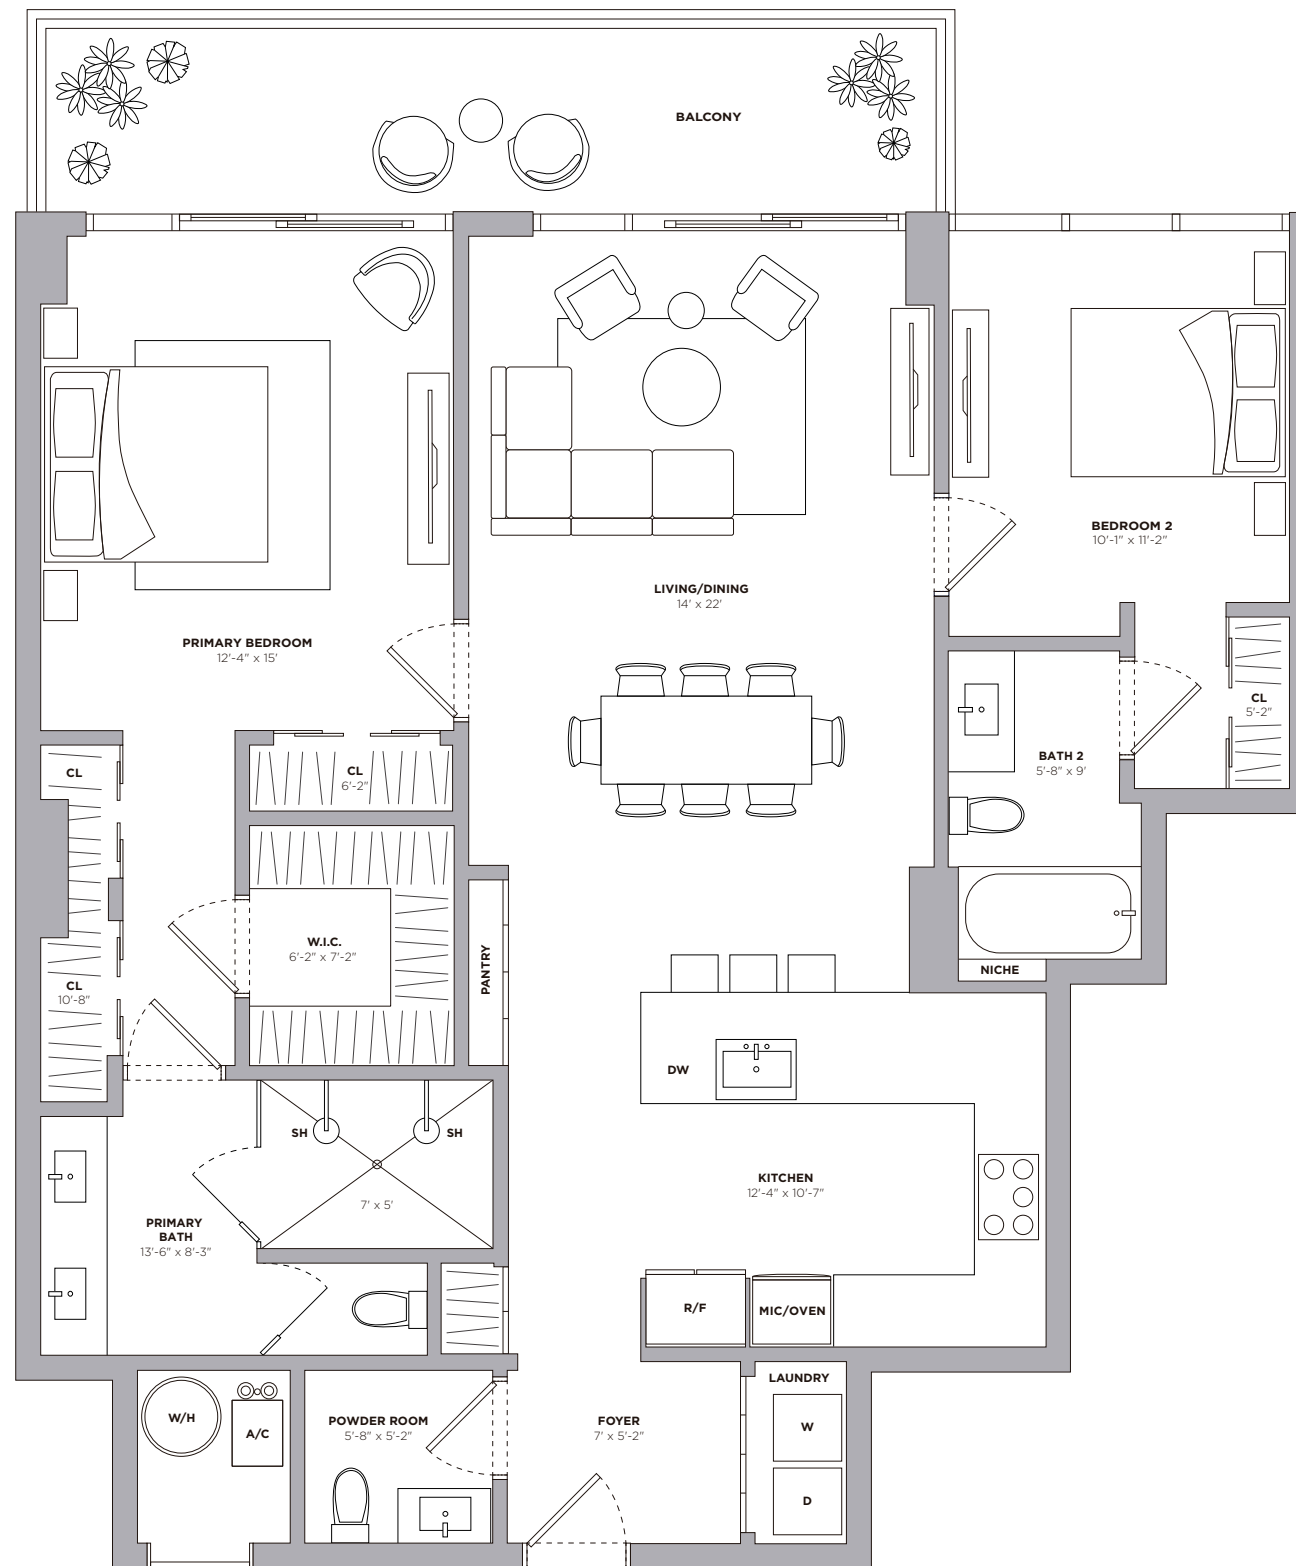 BALCONY
BEDROOM 2
10'-1" x 11'-2"
LIVING/DINING
14' x 22'
PRIMARY BEDROOM
12'-4" x 15'
CL
5'-2"
BATH 2
5'-8" x 9'
CL
CL
6'-2"
W.I.C.
6'-2" x 7'-2"
PANTRY
NICHE
CL
10'-8"
DW
SH
SH
KITCHEN
12'-4" x 10'-7"
7' x 5'
PRIMARY
BATH
13'-6" x 8'-3"
R/F
MIC/OVEN
LAUNDRY
W/H
A/C
POWDER ROOM
5'-8" x 5'-2"
FOYER
7' x 5'-2"
W
D